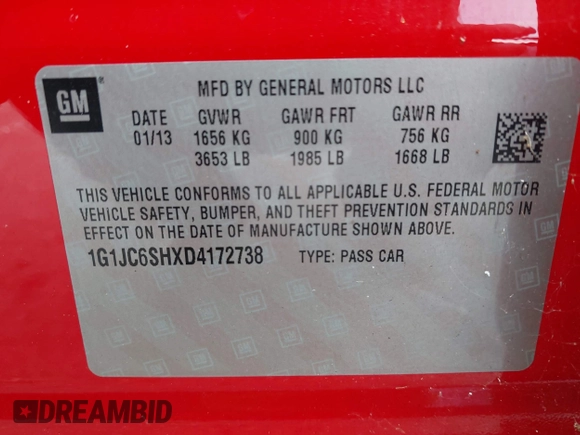 MFD BY GENERAL MOTORS LLC
GM
DATE GVWR GAWR FRT GAWR RR
01/13 1656 KG 900 KG 756 KG
3653 LB 1985 LB 1668 LB
THIS VEHICLE CONFORMS TO ALL APPLICABLE U.S. FEDERAL MOTOR
VEHICLE SAFETY, BUMPER, AND THEFT PREVENTION STANDARDS IN
EFFECT ON THE DATE OF MANUFACTURE SHOWN ABOVE.
1G1JC6SHXD4172738 TYPE: PASS CAR
DREAMBID